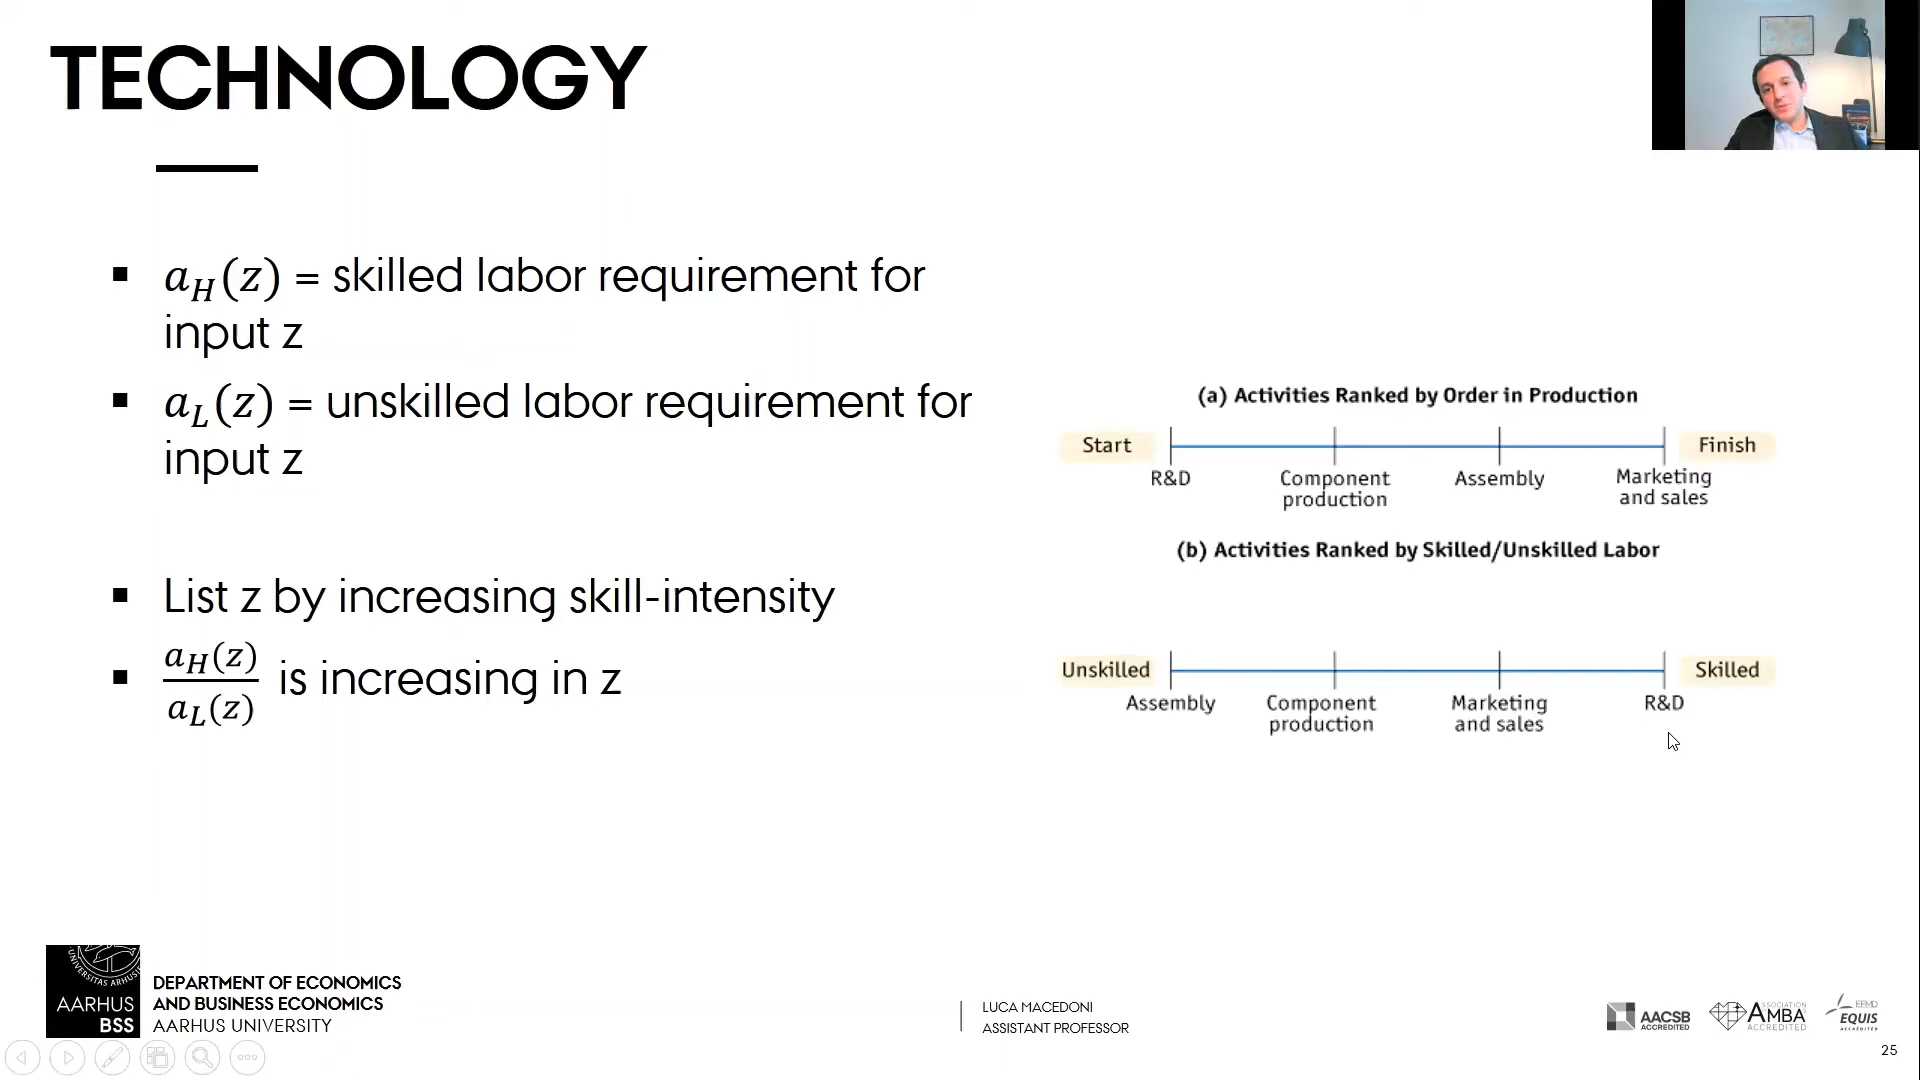 TECHNOLOGY
▪ a_H(z) = skilled labor requirement for
input z
▪ a_L(z) = unskilled labor requirement for
input z
▪ List z by increasing skill-intensity
▪ a_H(z)/a_L(z) is increasing in z
(a) Activities Ranked by Order in Production
Start
Finish
R&D
Component
production
Assembly
Marketing
and sales
(b) Activities Ranked by Skilled/Unskilled Labor
Unskilled
Skilled
Assembly
Component
production
Marketing
and sales
R&D
UNIVERSITAS ARHUSI
AARHUS
BSS
DEPARTMENT OF ECONOMICS
AND BUSINESS ECONOMICS
AARHUS UNIVERSITY
LUCA MACEDONI
ASSISTANT PROFESSOR
AACSB
ACCREDITED
ASSOCIATION
AMBA
ACCREDITED
EFMD
EQUIS
ACCREDITED
25